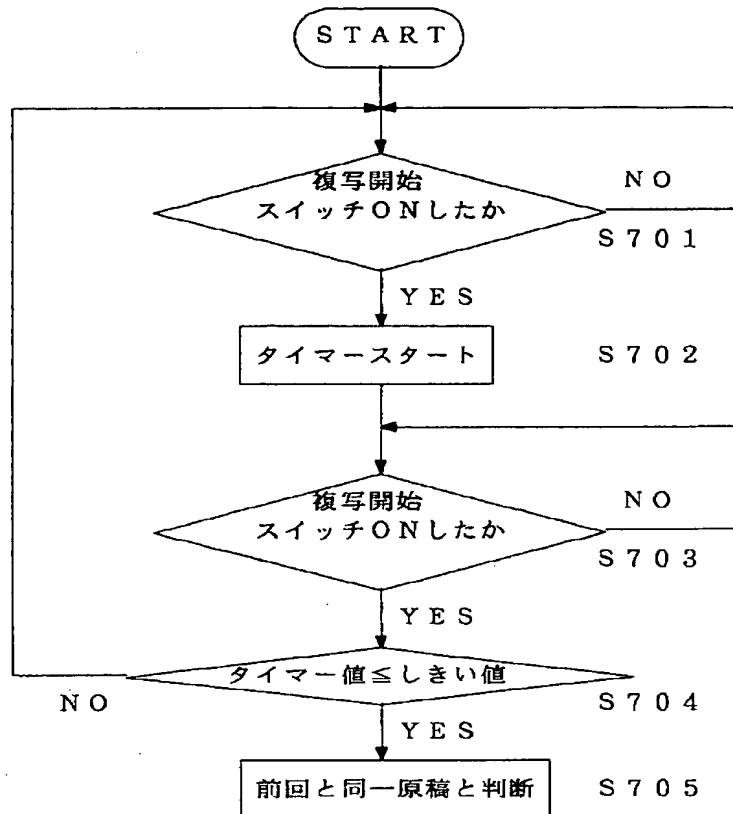 START
複写開始
スイッチONしたか
NO
S701
YES
タイマースタート
S702
複写開始
スイッチONしたか
NO
S703
YES
タイマー値≦しきい値
NO
S704
YES
前回と同一原稿と判断
S705